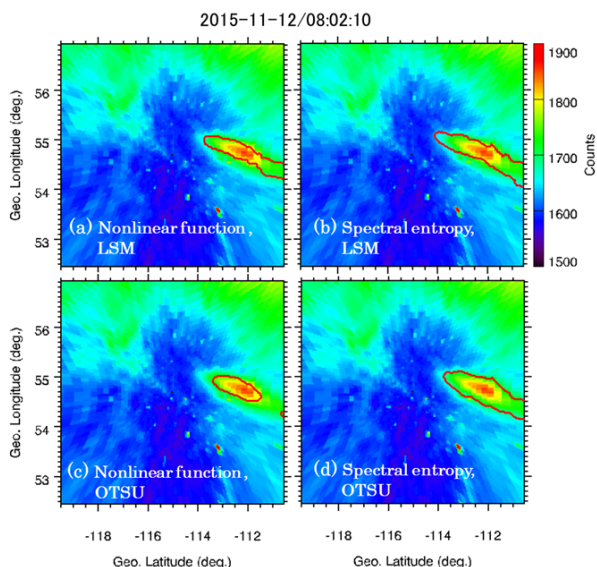 2015-11-12/08:02:10
56
55
54
53
Geo. Longitude (deg.)
(a) Nonlinear function,
LSM
(b) Spectral entropy,
LSM
1900
1800
1700
1600
1500
Counts
56
55
54
53
Geo. Longitude (deg.)
(c) Nonlinear function,
OTSU
(d) Spectral entropy,
OTSU
-118 -116 -114 -112
-118 -116 -114 -112
Geo. Latitude (deg.)
Geo. Latitude (deg.)